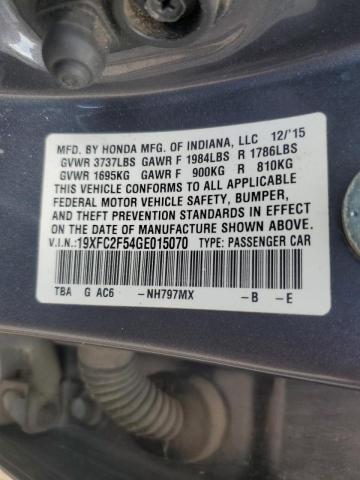 MFD. BY HONDA MFG. OF INDIANA, LLC 12/'15
GVWR 3737LBS GAWR F 1984LBS R 1786LBS
GVWR 1695KG GAWR F 900KG R 810KG
THIS VEHICLE CONFORMS TO ALL APPLICABLE
FEDERAL MOTOR VEHICLE SAFETY, BUMPER,
AND THEFT PREVENTION STANDARDS IN EFFECT
ON THE DATE OF MANUFACTURE SHOWN ABOVE.
V.I.N.: 19XFC2F54GE015070 TYPE: PASSENGER CAR
TBA G AC6 -NH797MX -B -E